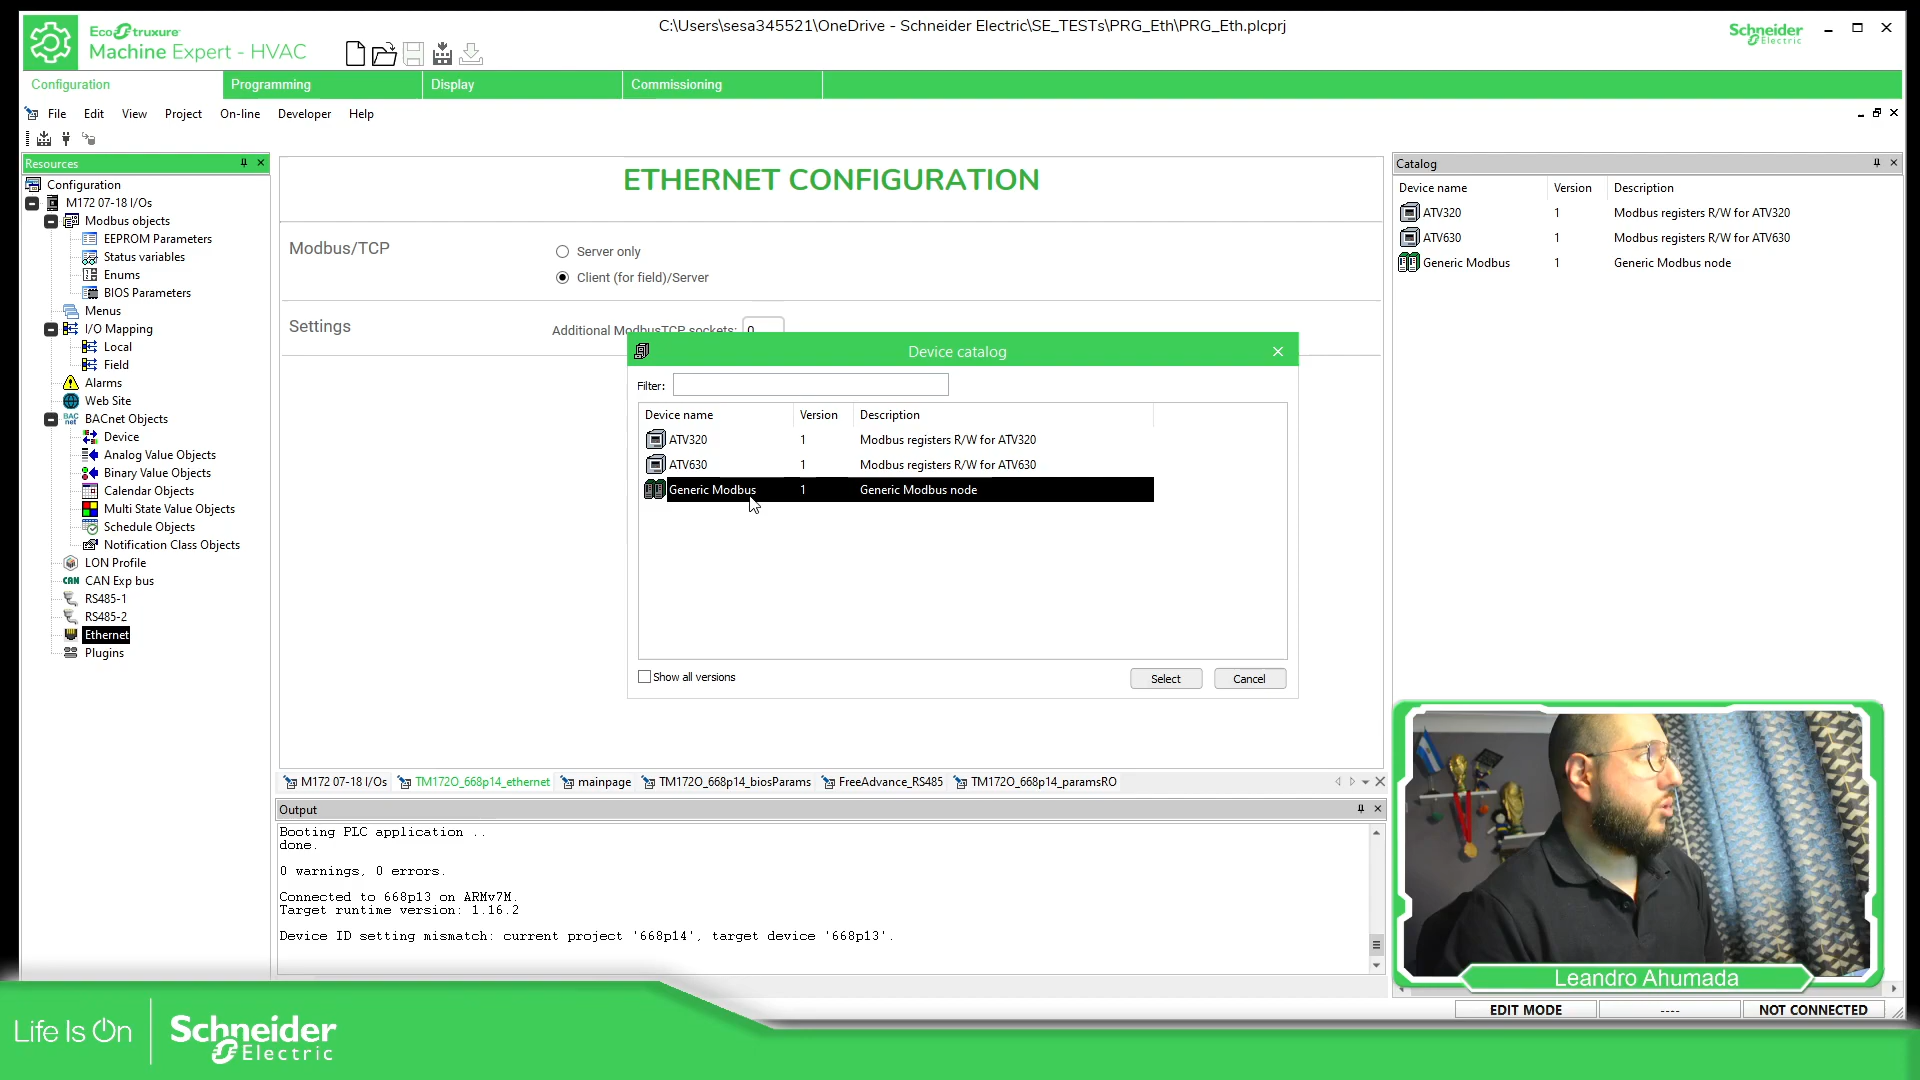 EcoStruxure
Machine Expert - HVAC
C:\Users\sesa345521\OneDrive - Schneider Electric\SE_TESTs\PRG_Eth\PRG_Eth.plcprj
Schneider
Electric
Configuration
Programming
Display
Commissioning
File Edit View Project On-line Developer Help
Resources
Configuration
M172 07-18 I/Os
Modbus objects
EEPROM Parameters
Status variables
Enums
BIOS Parameters
Menus
I/O Mapping
Local
Field
Alarms
Web Site
BAC
net
BACnet Objects
Device
Analog Value Objects
Binary Value Objects
Calendar Objects
Multi State Value Objects
Schedule Objects
Notification Class Objects
LON Profile
CAN CAN Exp bus
RS485-1
RS485-2
Ethernet
Plugins
ETHERNET CONFIGURATION
Modbus/TCP
Server only
Client (for field)/Server
Settings
Additional ModbusTCP sockets: 0
Device catalog
Filter:
Device name Version Description
ATV320 1 Modbus registers R/W for ATV320
ATV630 1 Modbus registers R/W for ATV630
Generic Modbus 1 Generic Modbus node
Show all versions
Select
Cancel
M172 07-18 I/Os
TM172O_668p14_ethernet
mainpage
TM172O_668p14_biosParams
FreeAdvance_RS485
TM172O_668p14_paramsRO
Output
Booting PLC application ..
done.
0 warnings, 0 errors.
Connected to 668p13 on ARMv7M.
Target runtime version: 1.16.2
Device ID setting mismatch: current project '668p14', target device '668p13'.
Catalog
Device name Version Description
ATV320 1 Modbus registers R/W for ATV320
ATV630 1 Modbus registers R/W for ATV630
Generic Modbus 1 Generic Modbus node
Leandro Ahumada
EDIT MODE
----
NOT CONNECTED
Life Is On
Schneider
Electric